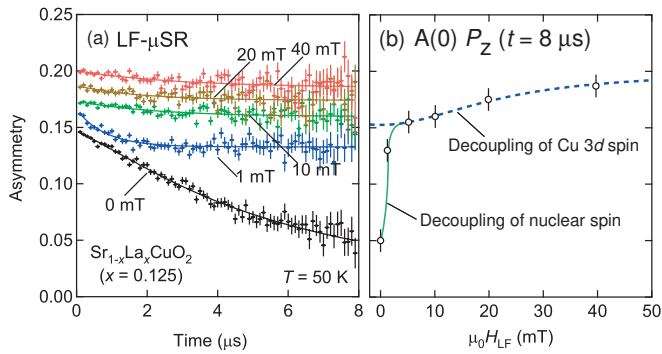 (a) LF-μSR
20 mT
40 mT
10 mT
1 mT
0 mT
Sr1-xLaxCuO2
(x = 0.125)
T = 50 K
Asymmetry
0.25
0.20
0.15
0.10
0.05
0.00
0
2
4
6
8
Time (μs)
(b) A(0) PZ (t = 8 μs)
Decoupling of Cu 3d spin
Decoupling of nuclear spin
0
10
20
30
40
50
μ0HLF (mT)